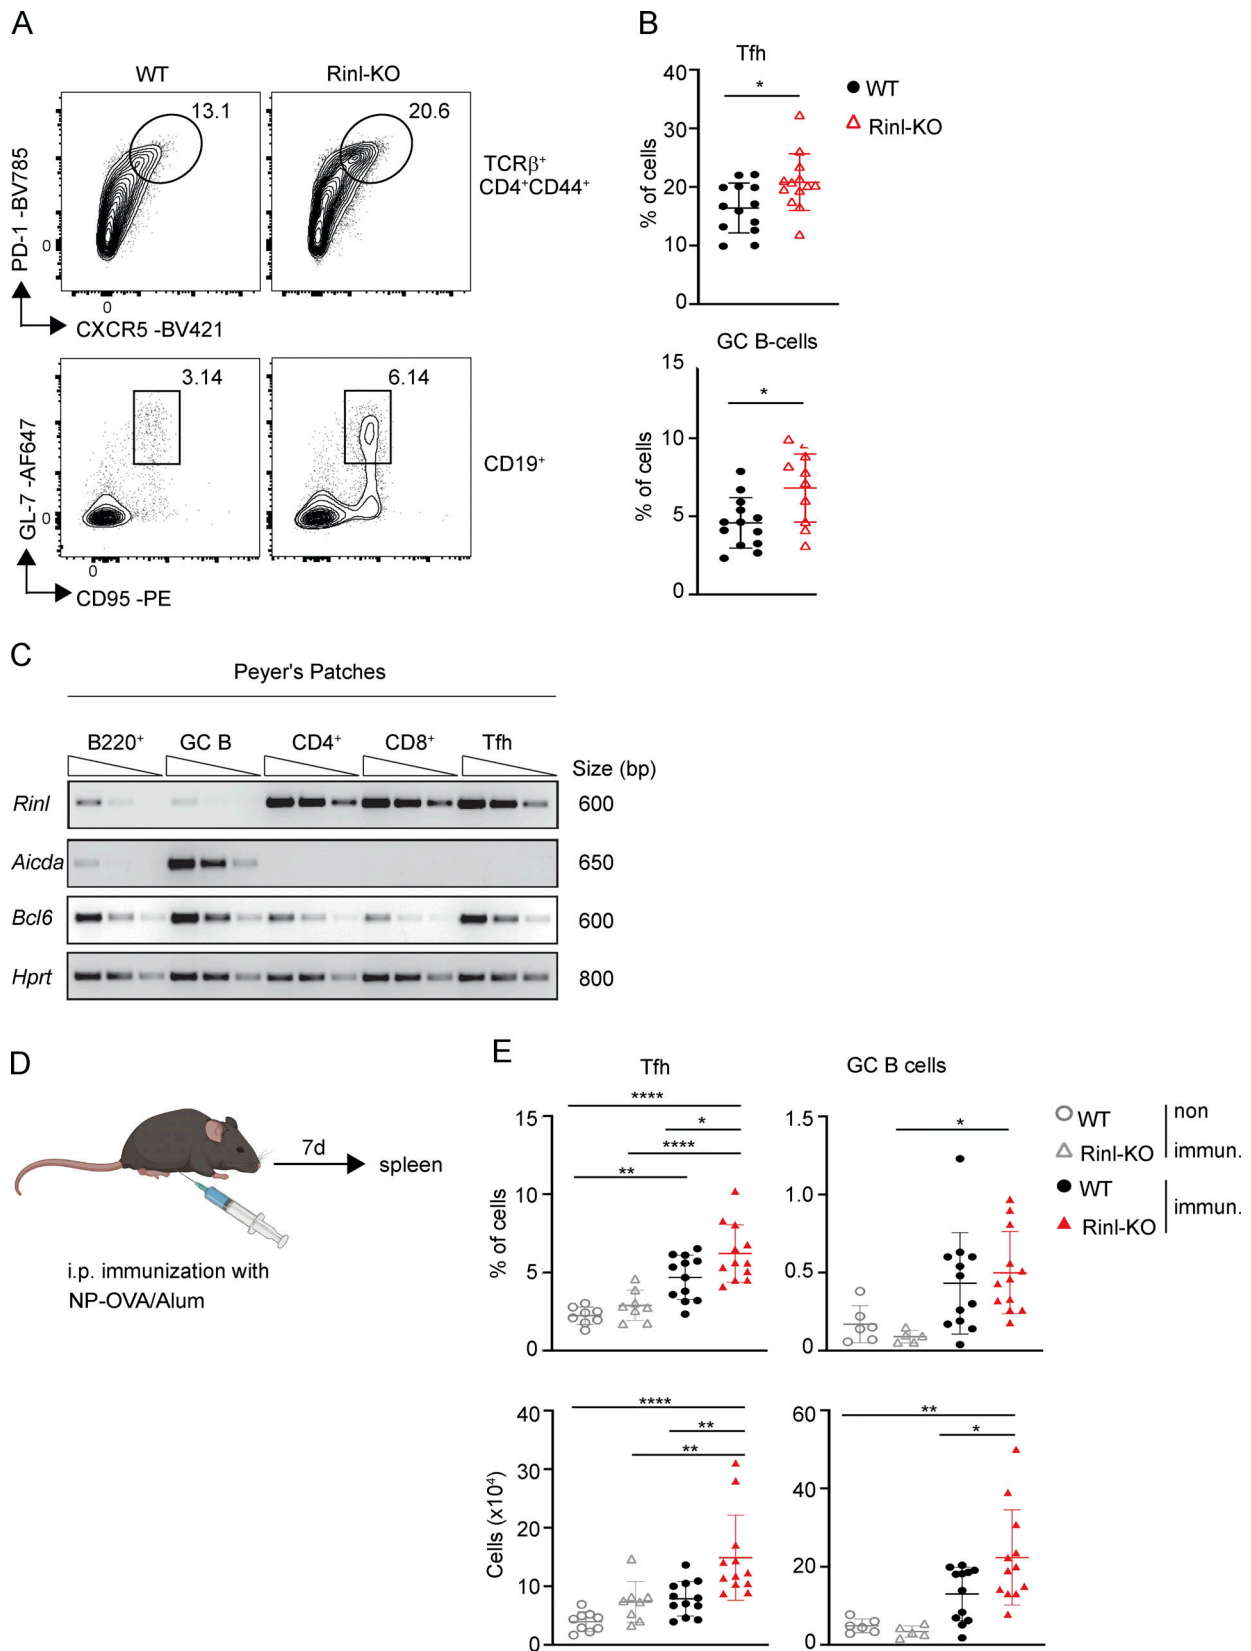 A
WT
Rinl-KO
13.1
20.6
PD-1 -BV785
0
0
CXCR5 -BV421
TCRβ⁺
CD4⁺CD44⁺
3.14
6.14
GL-7 -AF647
0
0
CD95 -PE
CD19⁺
B
Tfh
40
30
20
10
0
% of cells
*
WT
Rinl-KO
GC B-cells
15
10
5
0
% of cells
*
C
Peyer's Patches
B220⁺ GC B CD4⁺ CD8⁺ Tfh
Size (bp)
Rinl 600
Aicda 650
Bcl6 600
Hprt 800
D
7d
spleen
i.p. immunization with
NP-OVA/Alum
E
Tfh
15
10
5
0
% of cells
****
*
****
**
GC B cells
1.5
1.0
0.5
0
*
WT
Rinl-KO
non
immun.
WT
Rinl-KO
immun.
40
30
20
10
0
Cells (x10⁴)
****
**
**
60
40
20
0
**
*